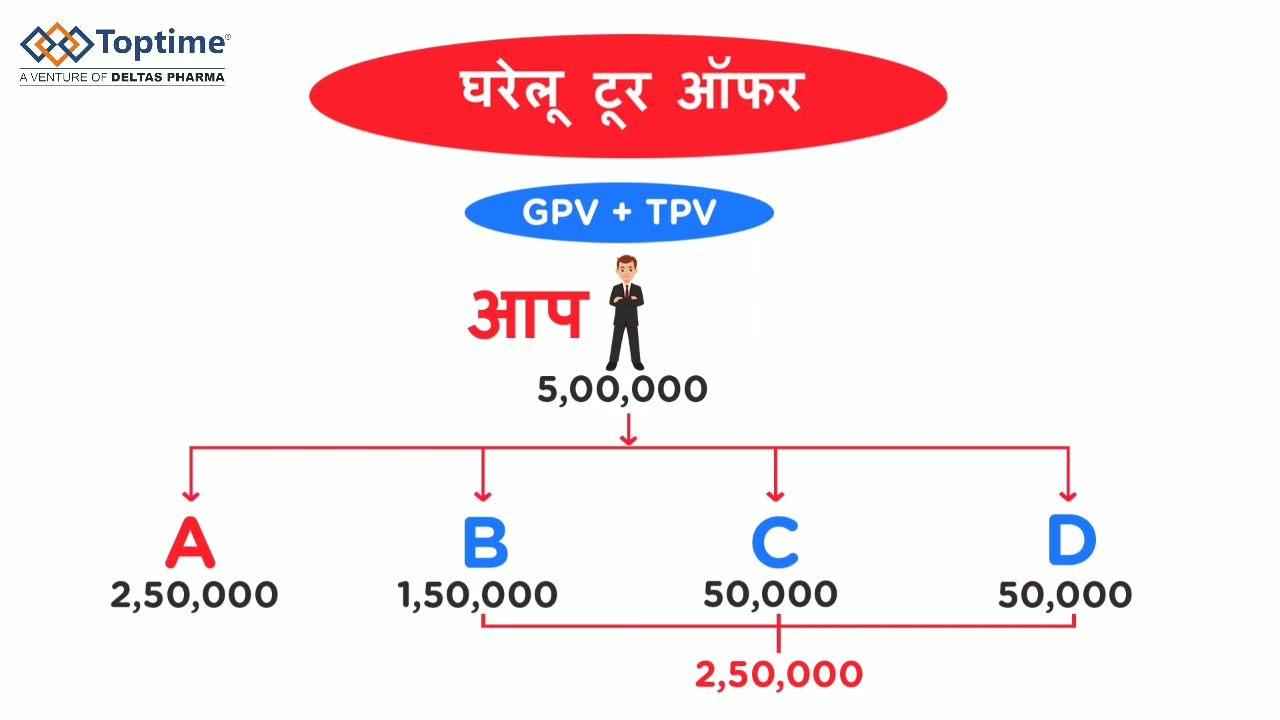 Toptime®
A VENTURE OF DELTAS PHARMA
घरेलू टूर ऑफर
GPV + TPV
आप
5,00,000
A B C D
2,50,000 1,50,000 50,000 50,000
2,50,000